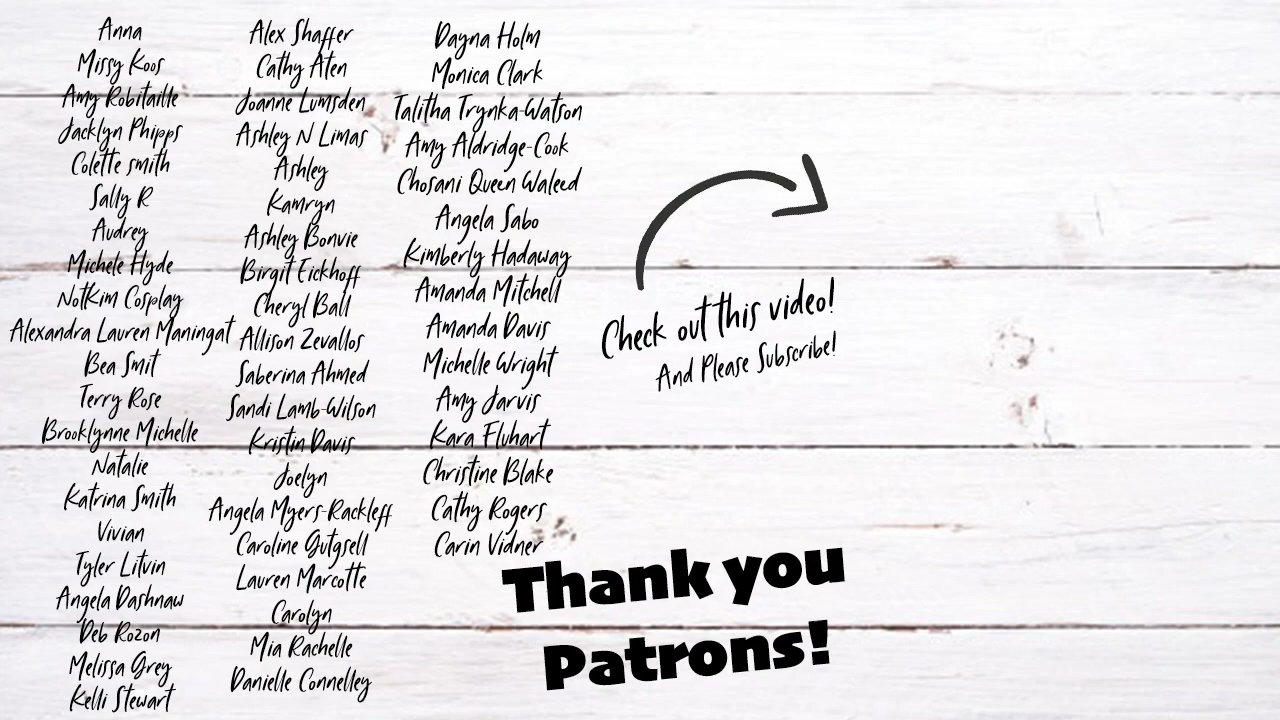 Anna
Missy Koos
Amy Robitaille
Jacklyn Phipps
Colette smith
Sally R
Audrey
Michele Hyde
NotKim Cosplay
Alexandra Lauren Maningat
Bea Smit
Terry Rose
Brooklynne Michelle
Natalie
Katrina Smith
Vivian
Tyler Litvin
Angela Dashnaw
Deb Rozon
Melissa Grey
Kelli Stewart
Alex Shaffer
Cathy Aten
Joanne Lumsden
Ashley N Limas
Ashley
Kamryn
Ashley Bonvie
Birgit Eickhoff
Cheryl Ball
Allison Zevallos
Saberina Ahmed
Sandi Lamb-Wilson
Kristin Davis
Joelyn
Angela Myers-Rackleff
Caroline Gutgsell
Lauren Marcotte
Carolyn
Mia Rachelle
Danielle Connelley
Dayna Holm
Monica Clark
Talitha Trynka-Watson
Amy Aldridge-Cook
Chosani Queen Waleed
Angela Sabo
Kimberly Hadaway
Amanda Mitchell
Amanda Davis
Michelle Wright
Amy Jarvis
Kara Fluhart
Christine Blake
Cathy Rogers
Carin Vidner
Check out this video!
And Please Subscribe!
Thank you
Patrons!